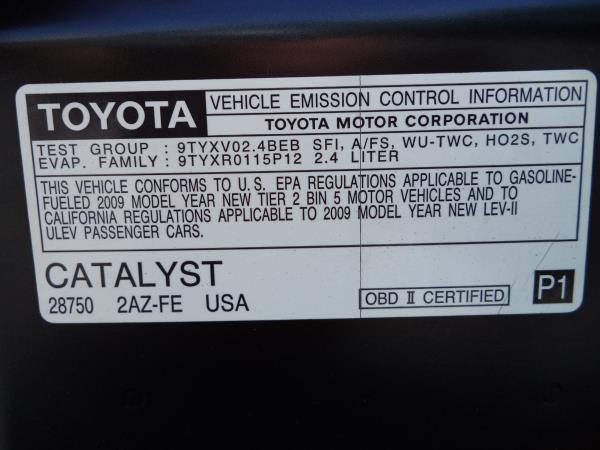 TOYOTA VEHICLE EMISSION CONTROL INFORMATION
TOYOTA MOTOR CORPORATION
TEST GROUP : 9TYXV02.4BEB SFI, A/FS, WU-TWC, HO2S, TWC
EVAP. FAMILY : 9TYXR0115P12 2.4 LITER
THIS VEHICLE CONFORMS TO U.S. EPA REGULATIONS APPLICABLE TO GASOLINE-
FUELED 2009 MODEL YEAR NEW TIER 2 BIN 5 MOTOR VEHICLES AND TO
CALIFORNIA REGULATIONS APPLICABLE TO 2009 MODEL YEAR NEW LEV-II
ULEV PASSENGER CARS.
CATALYST
28750 2AZ-FE USA OBD II CERTIFIED P1